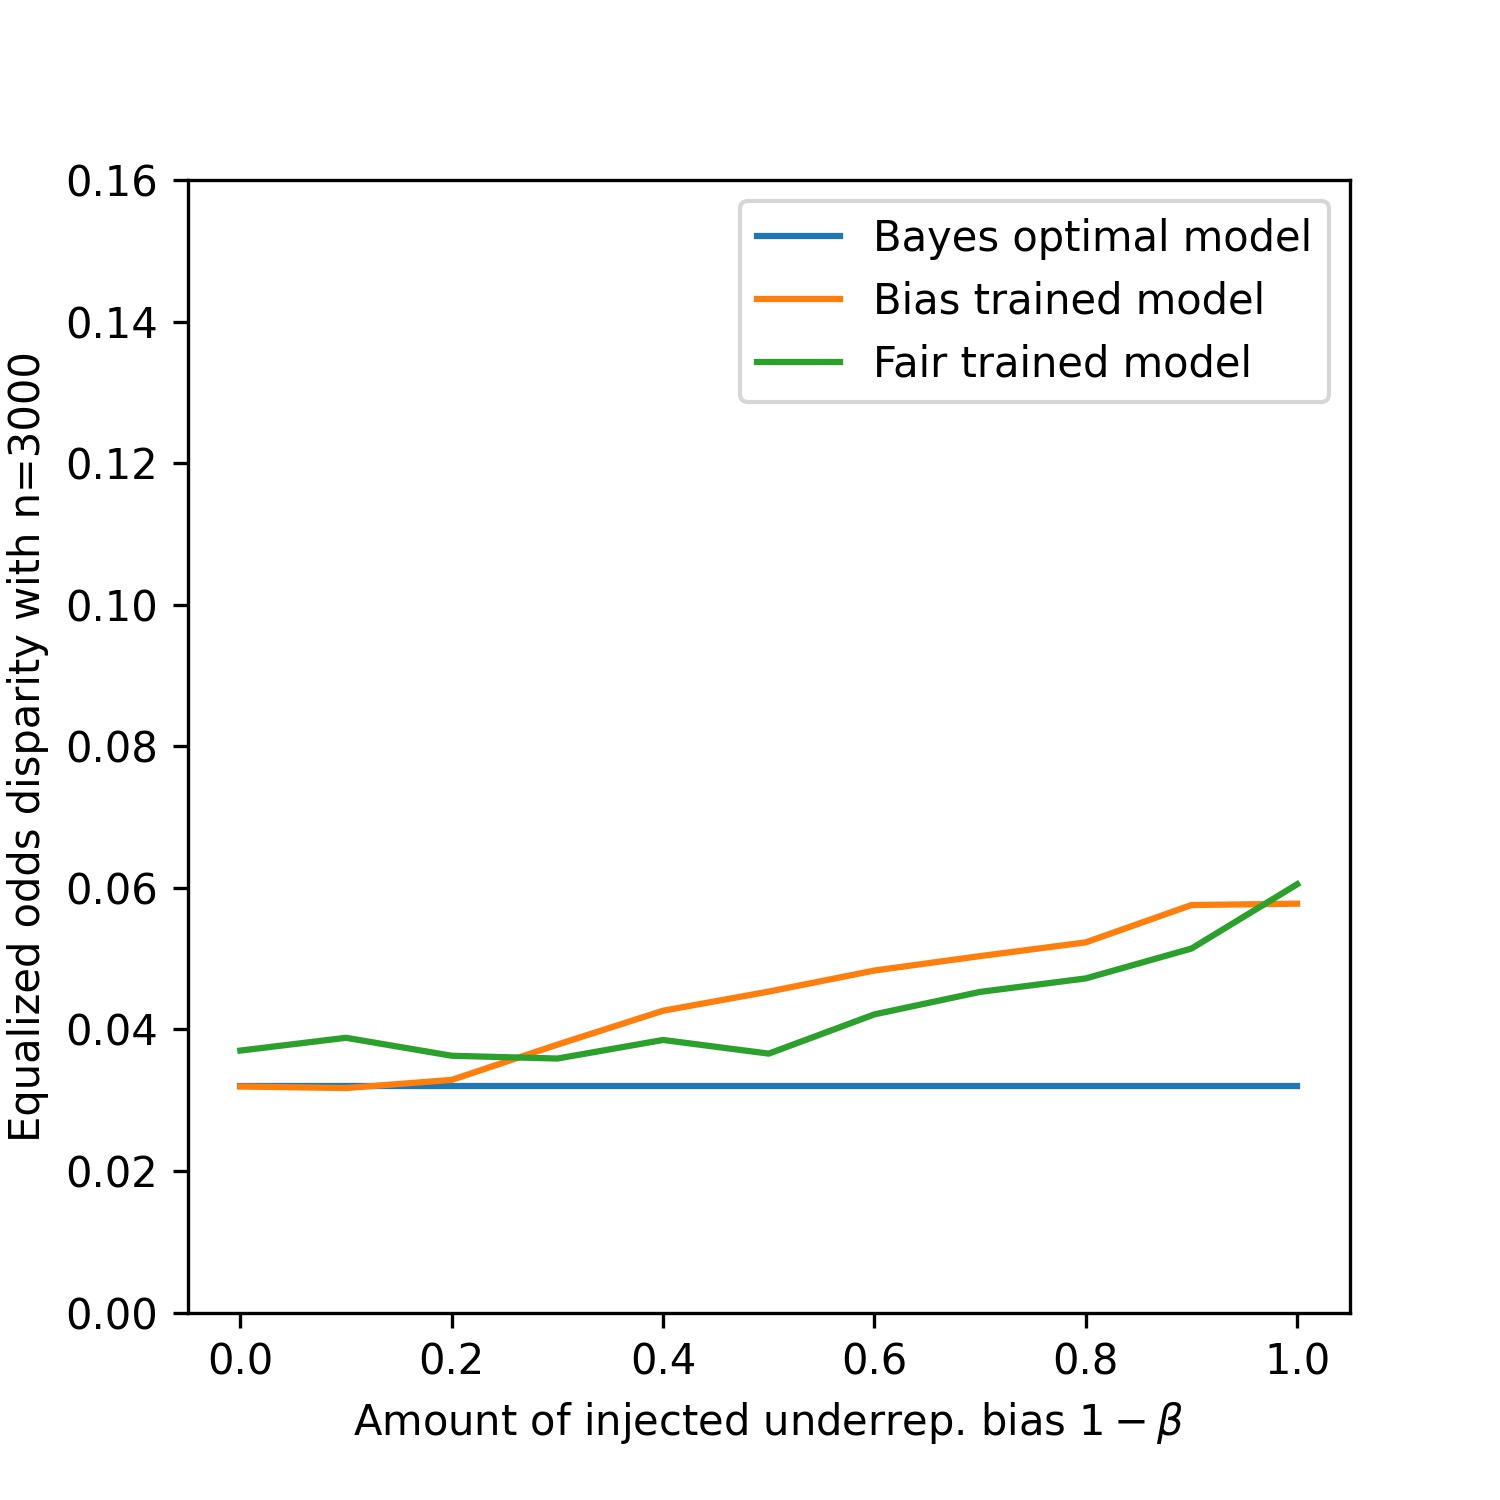 Equalized odds disparity with n=3000
0.16
0.14
0.12
0.10
0.08
0.06
0.04
0.02
0.00
Bayes optimal model
Bias trained model
Fair trained model
0.0 0.2 0.4 0.6 0.8 1.0
Amount of injected underrep. bias 1 − β